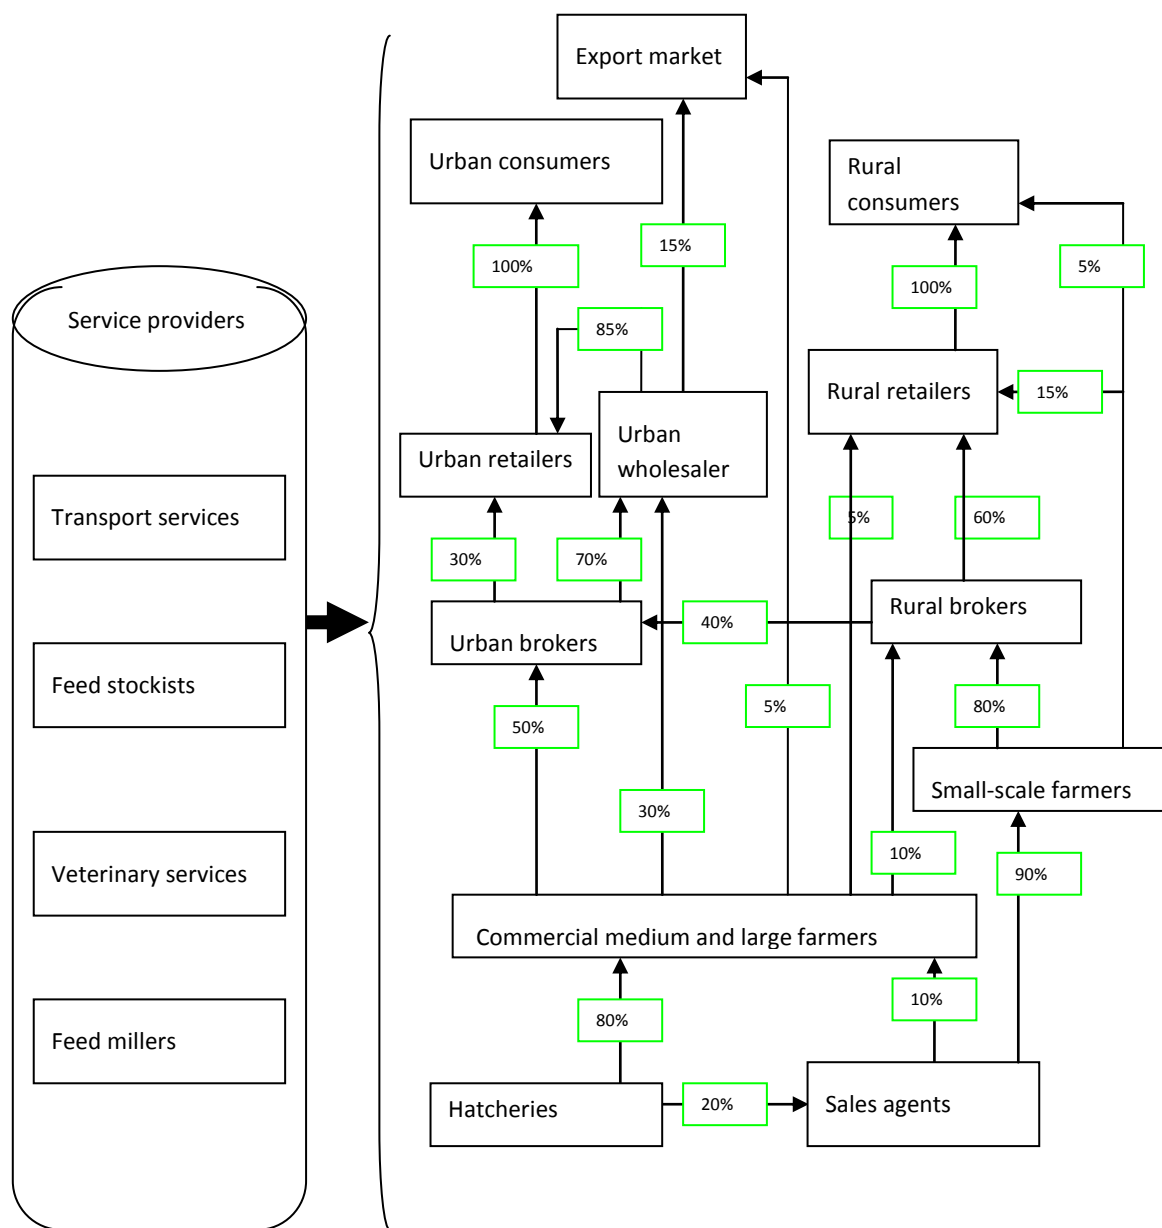 Export market
Urban consumers
Rural
consumers
15%
100%
5%
100%
Service providers
85%
Rural retailers
15%
Urban retailers
Urban
wholesaler
Transport services
5%
60%
30%
70%
Rural brokers
40%
Urban brokers
Feed stockists
50%
5%
80%
Small-scale farmers
30%
10%
90%
Veterinary services
Commercial medium and large farmers
80%
10%
Feed millers
Hatcheries
20%
Sales agents